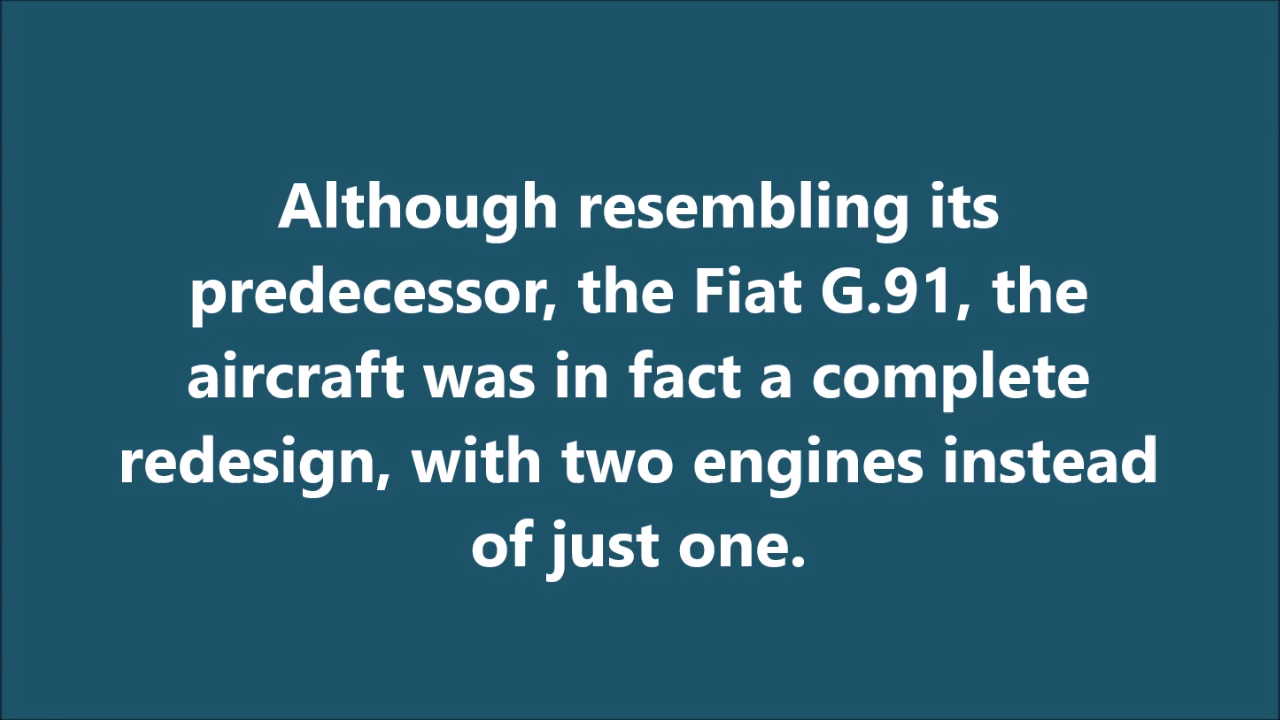 Although resembling its
predecessor, the Fiat G.91, the
aircraft was in fact a complete
redesign, with two engines instead
of just one.